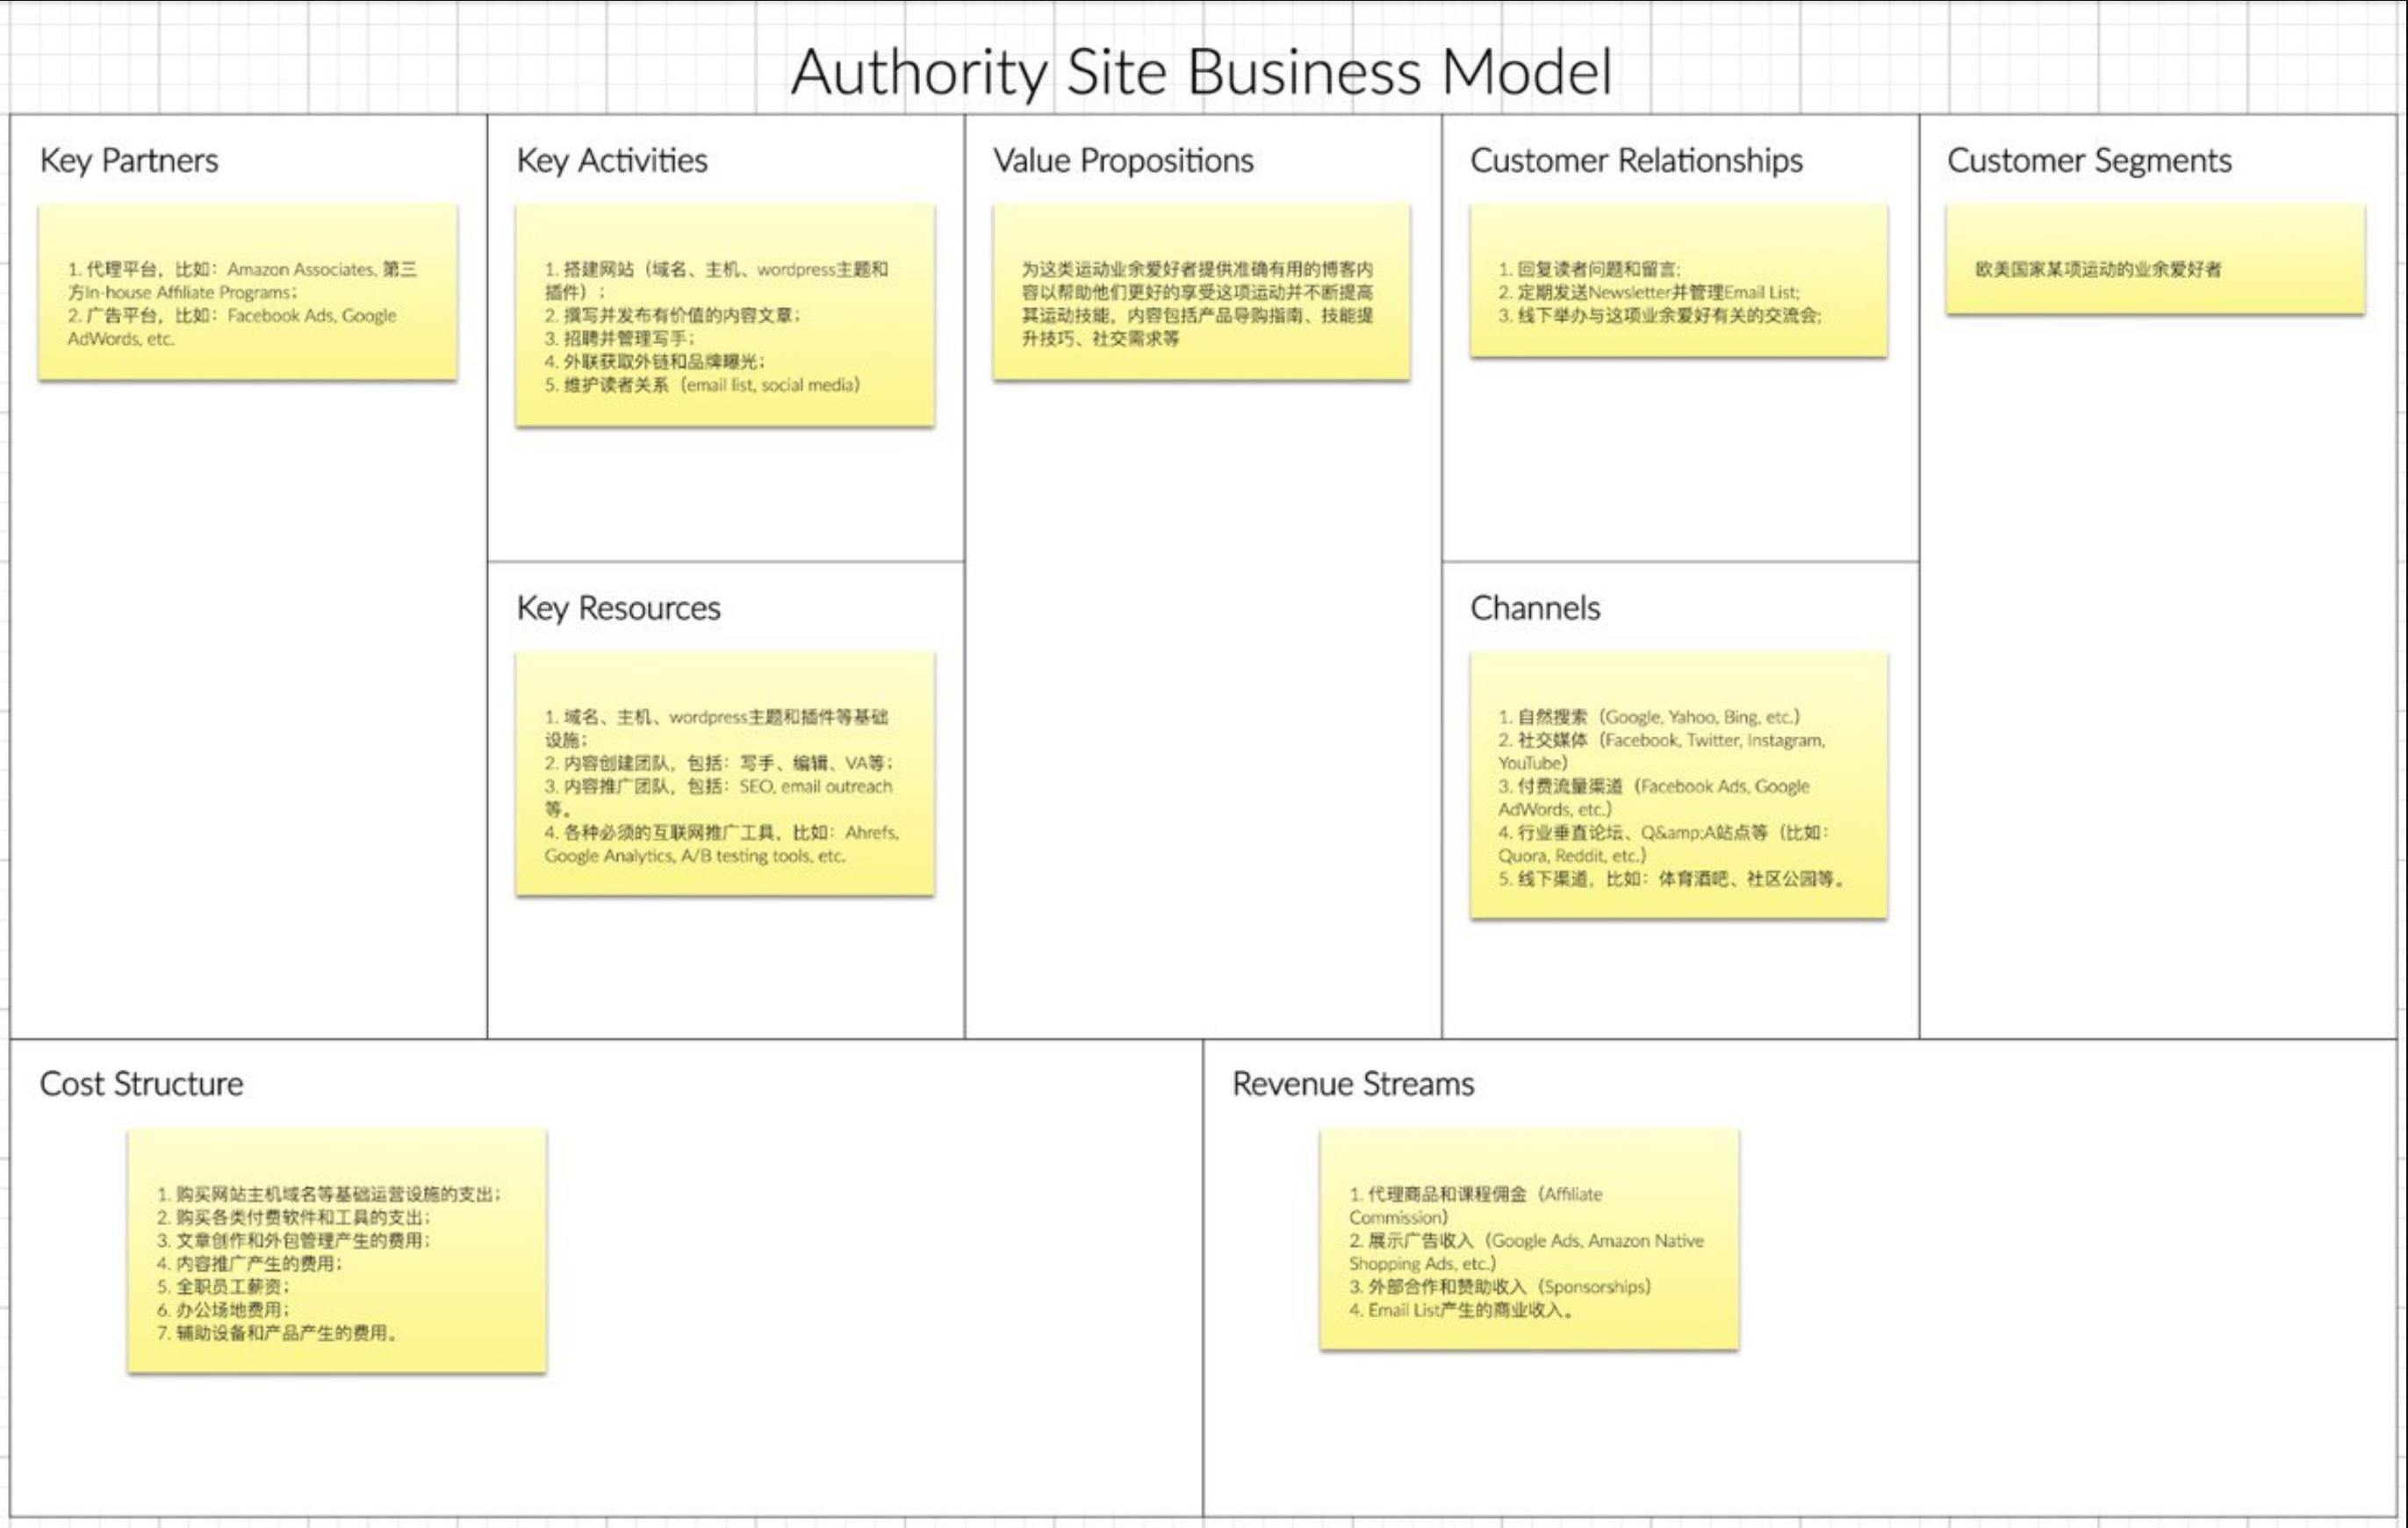 Authority Site Business Model
Key Partners
1. 代理平台，比如：Amazon Associates, 第三
方In-house Affiliate Programs；
2. 广告平台，比如：Facebook Ads, Google
AdWords, etc.
Key Activities
1. 搭建网站（域名、主机、wordpress主题和
插件）；
2. 撰写并发布有价值的内容文章；
3. 招聘并管理写手；
4. 外联获取外链和品牌曝光；
5. 维护读者关系（email list, social media）
Key Resources
1. 域名、主机、wordpress主题和插件等基础
设施；
2. 内容创建团队，包括：写手、编辑、VA等；
3. 内容推广团队，包括：SEO, email outreach
等。
4. 各种必须的互联网推广工具，比如：Ahrefs,
Google Analytics, A/B testing tools, etc.
Value Propositions
为这类运动业余爱好者提供准确有用的博客内
容以帮助他们更好的享受这项运动并不断提高
其运动技能，内容包括产品导购指南、技能提
升技巧、社交需求等
Customer Relationships
1. 回复读者问题和留言;
2. 定期发送Newsletter并管理Email List;
3. 线下举办与这项业余爱好有关的交流会;
Channels
1. 自然搜索（Google, Yahoo, Bing, etc.）
2. 社交媒体（Facebook, Twitter, Instagram,
YouTube）
3. 付费流量渠道（Facebook Ads, Google
AdWords, etc.）
4. 行业垂直论坛、Q&amp;A站点等（比如：
Quora, Reddit, etc.）
5. 线下渠道，比如：体育酒吧、社区公园等。
Customer Segments
欧美国家某项运动的业余爱好者
Cost Structure
1. 购买网站主机域名等基础运营设施的支出；
2. 购买各类付费软件和工具的支出；
3. 文章创作和外包管理产生的费用；
4. 内容推广产生的费用；
5. 全职员工薪资；
6. 办公场地费用；
7. 辅助设备和产品产生的费用。
Revenue Streams
1. 代理商品和课程佣金（Affiliate
Commission）
2. 展示广告收入（Google Ads, Amazon Native
Shopping Ads, etc.）
3. 外部合作和赞助收入（Sponsorships）
4. Email List产生的商业收入。